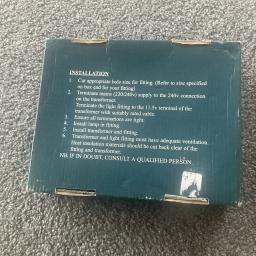 INSTALLATION
1. Cut appropriate hole size for fitting. (Refer to size specified
on box and for your fitting)
2. Terminate mains (230/240v) supply to the 240v connection
on the transformer.
Terminate the light fitting to the 11.5v terminal of the
transformer with suitably rated cable.
3. Ensure all terminations are tight.
4. Install lamp in fitting.
5. Install transformer and fitting.
6. Transformer and light fitting must have adequate ventilation.
Heat insulation materials should be cut back clear of the
fitting and transformer.
NB. IF IN DOUBT, CONSULT A QUALIFIED PERSON.